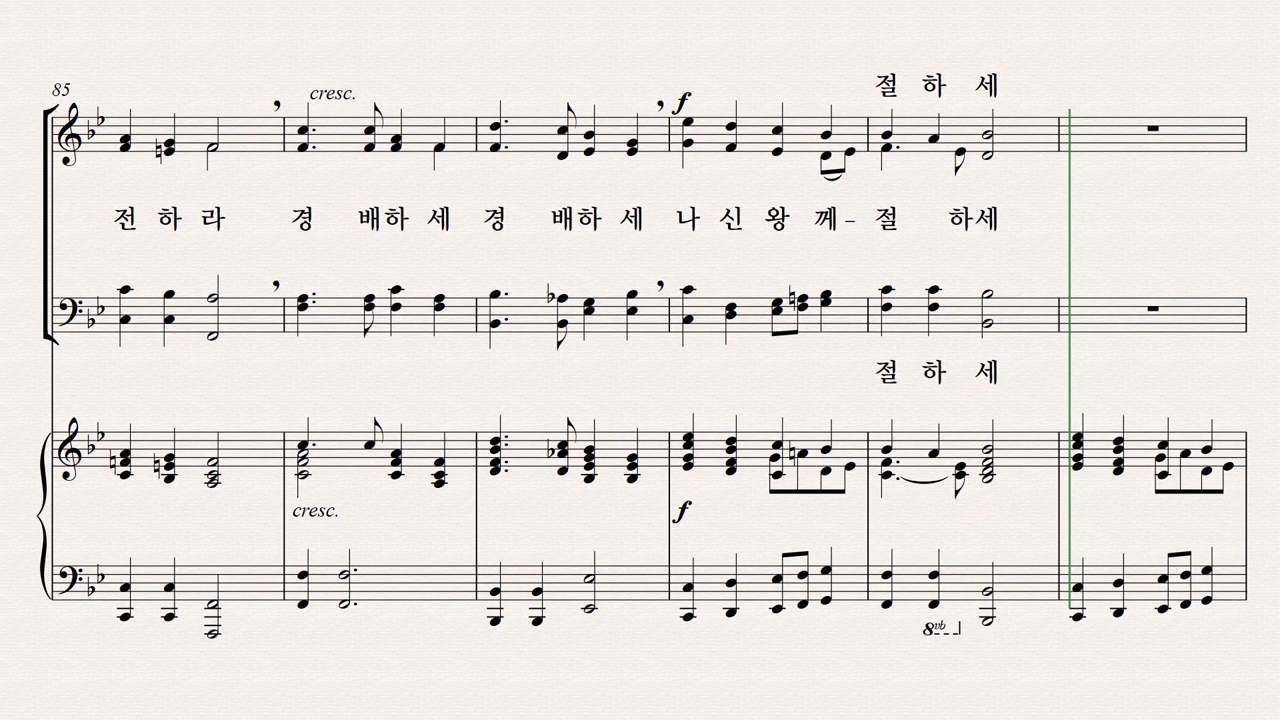 85
cresc.
f
절 하 세
전 하 라 경 배하 세 경 배하 세 나 신 왕 께 – 절 하세
절 하 세
cresc.
f
8vb